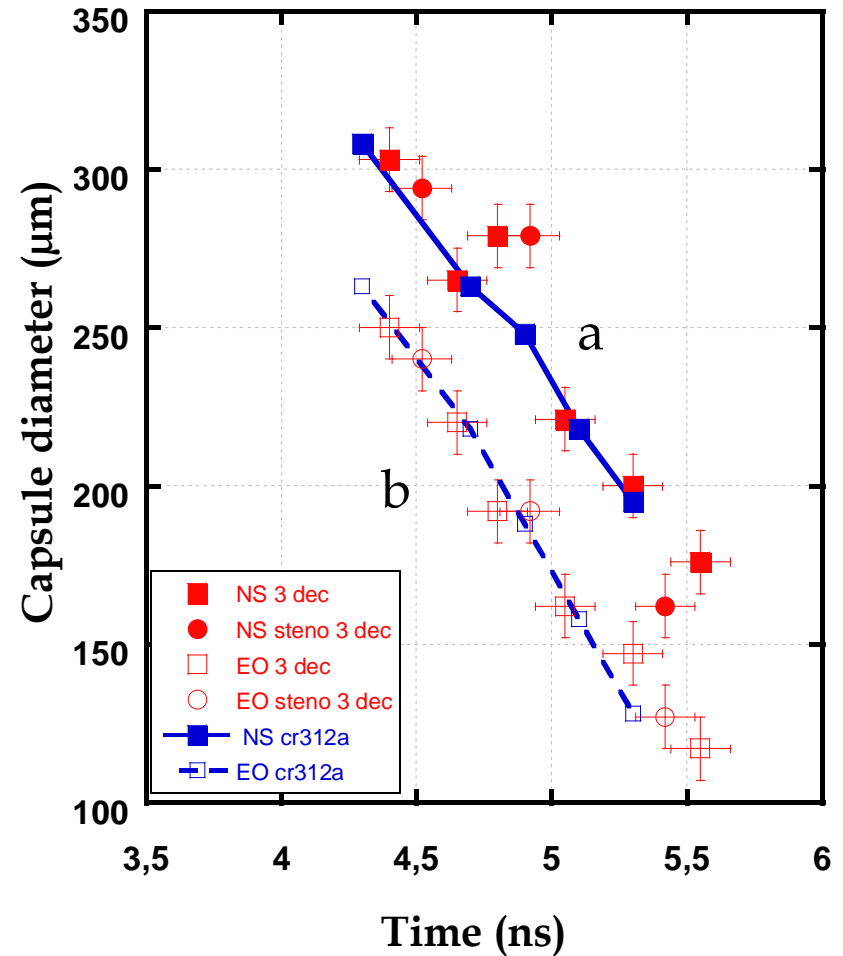 350
300
250
200
150
100
Capsule diameter (µm)
a
b
NS 3 dec
NS steno 3 dec
EO 3 dec
EO steno 3 dec
NS cr312a
EO cr312a
3,5 4 4,5 5 5,5 6
Time (ns)